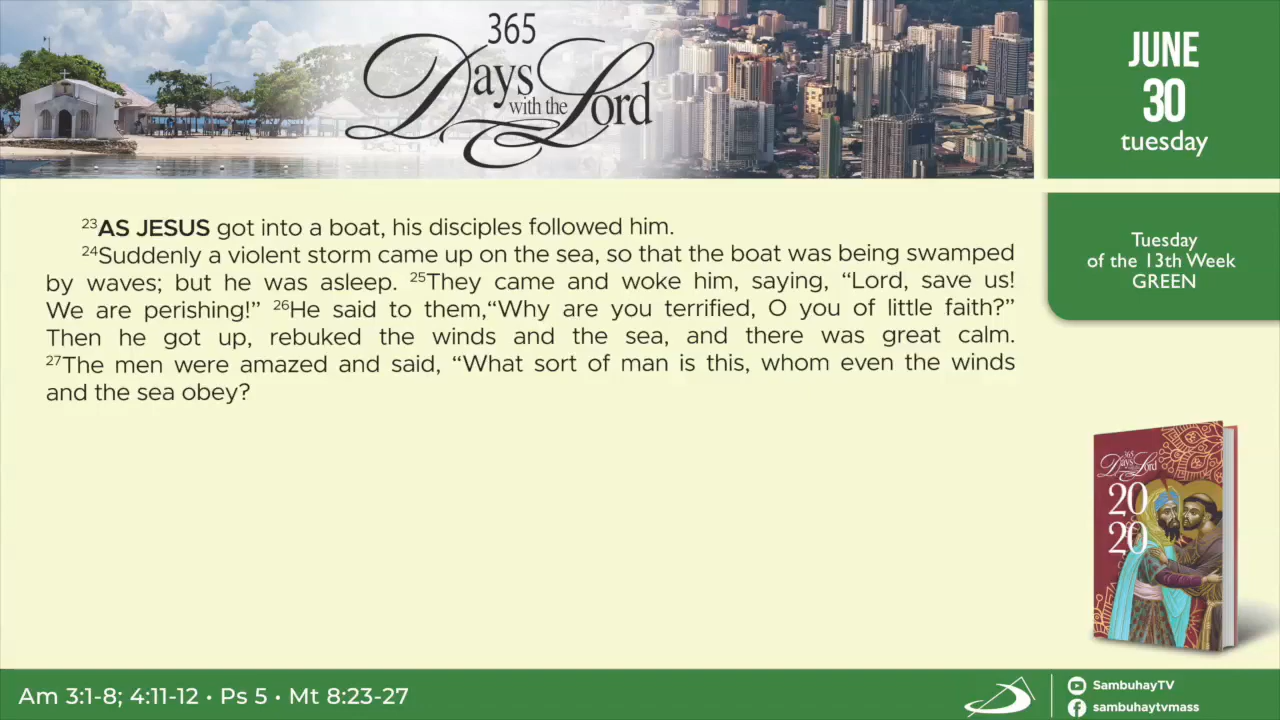 365
Days
with the
Lord
JUNE
30
tuesday
Tuesday
of the 13th Week
GREEN
23AS JESUS got into a boat, his disciples followed him.
24Suddenly a violent storm came up on the sea, so that the boat was being swamped
by waves; but he was asleep. 25They came and woke him, saying, “Lord, save us!
We are perishing!” 26He said to them,“Why are you terrified, O you of little faith?”
Then he got up, rebuked the winds and the sea, and there was great calm.
27The men were amazed and said, “What sort of man is this, whom even the winds
and the sea obey?
365
Days with the Lord
20
20
Am 3:1-8; 4:11-12 • Ps 5 • Mt 8:23-27
SambuhayTV
sambuhaytvmass